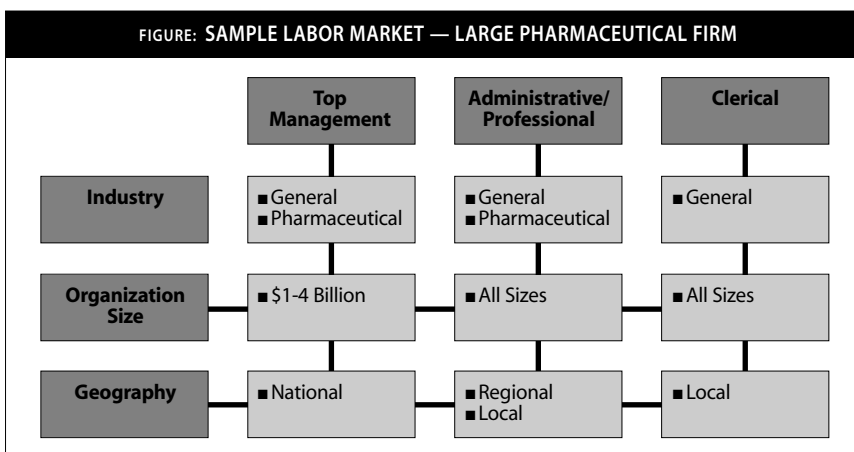 FIGURE: SAMPLE LABOR MARKET — LARGE PHARMACEUTICAL FIRM
Top
Management
Administrative/
Professional
Clerical
Industry
■ General
■ Pharmaceutical
■ General
■ Pharmaceutical
■ General
Organization
Size
■ $1-4 Billion
■ All Sizes
■ All Sizes
Geography
■ National
■ Regional
■ Local
■ Local